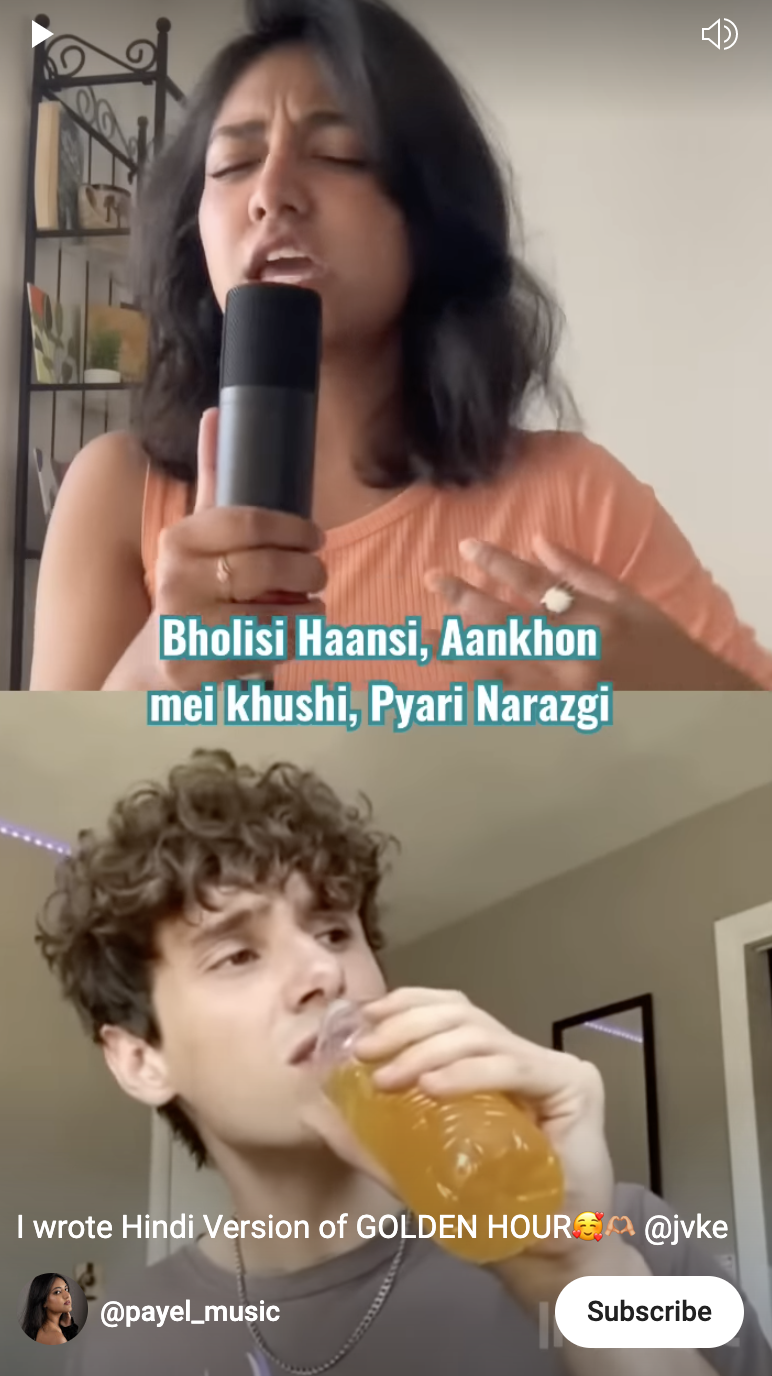 Bholisi Haansi, Aankhon
mei khushi, Pyari Narazgi
I wrote Hindi Version of GOLDEN HOUR🥰🫶🏼 @jvke
@payel_music
Subscribe